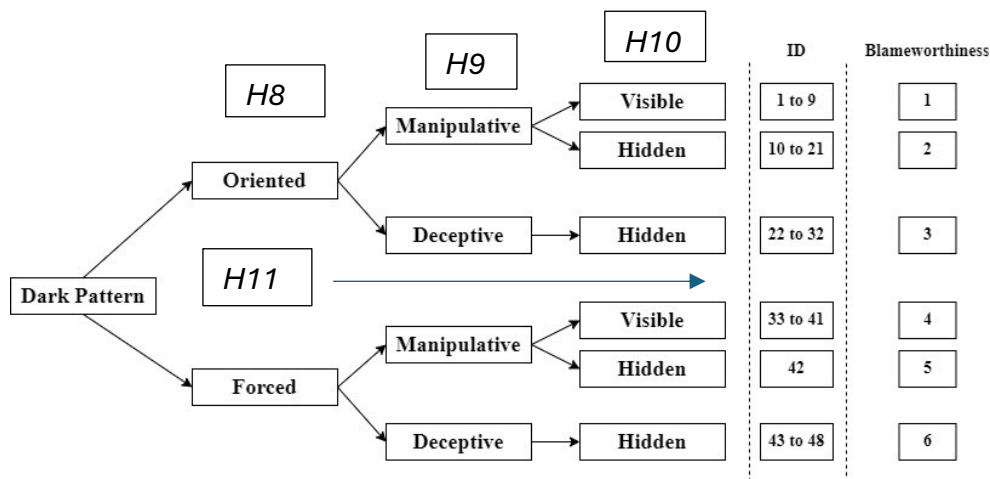 H10
ID
Blameworthiness
H9
H8
Visible
1 to 9
1
Manipulative
Hidden
10 to 21
2
Oriented
Deceptive
Hidden
22 to 32
3
H11
Dark Pattern
Visible
33 to 41
4
Manipulative
Hidden
42
5
Forced
Deceptive
Hidden
43 to 48
6